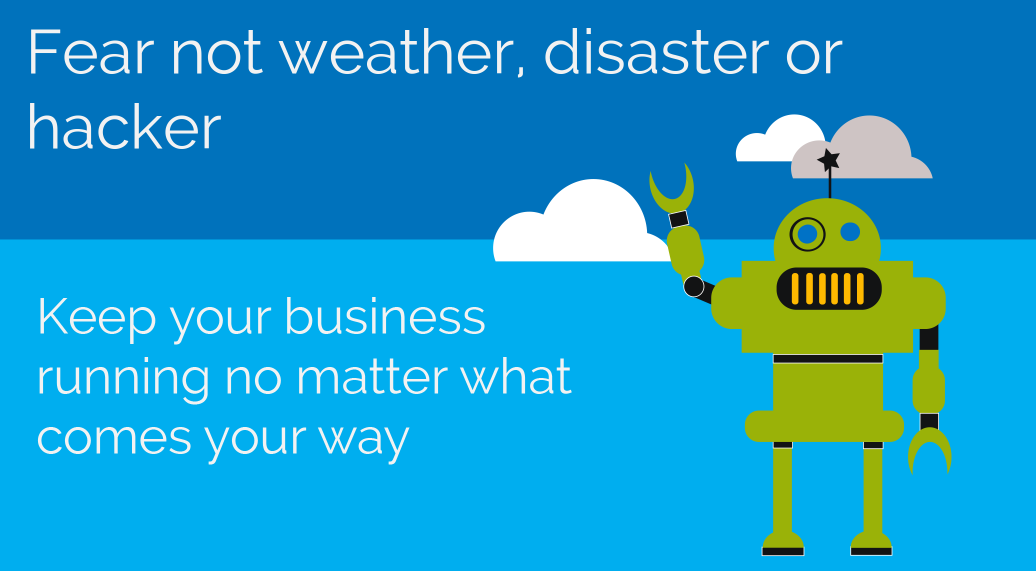 Fear not weather, disaster or
hacker
Keep your business
running no matter what
comes your way